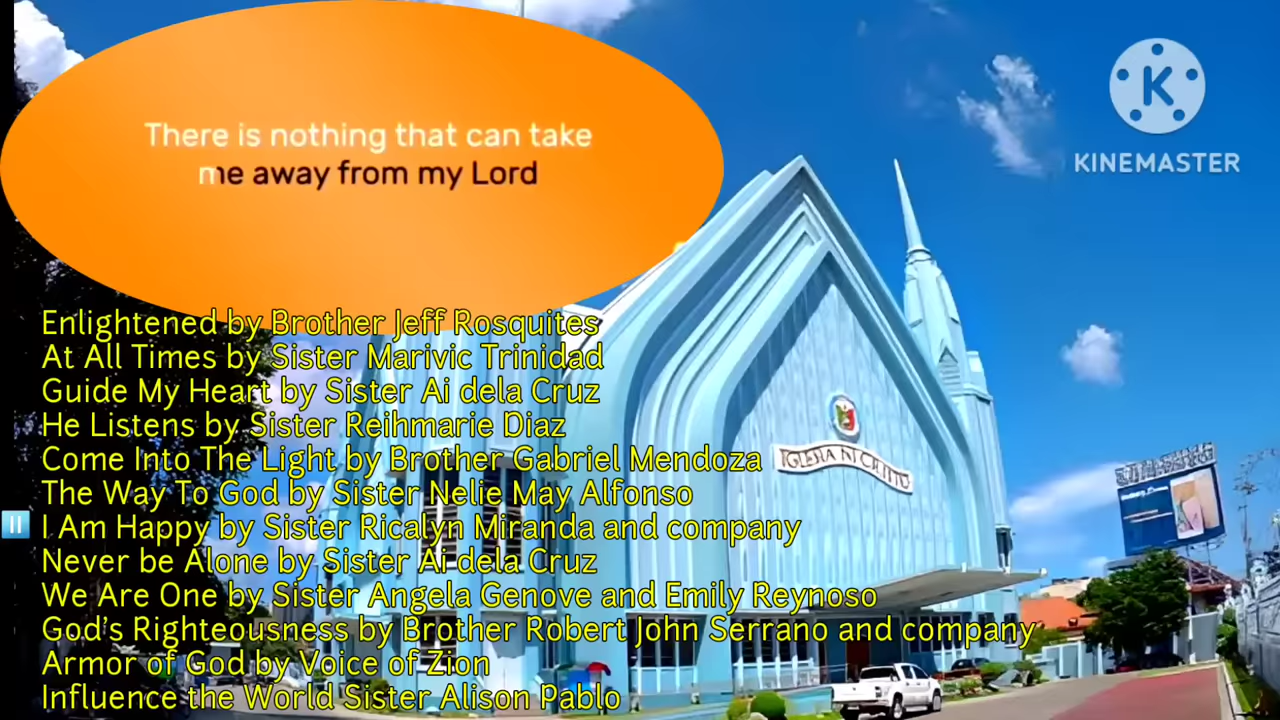 There is nothing that can take
me away from my Lord
KINEMASTER
Enlightened by Brother Jeff Rosquites
At All Times by Sister Marivic Trinidad
Guide My Heart by Sister Ai dela Cruz
He Listens by Sister Reihmarie Diaz
Come Into The Light by Brother Gabriel Mendoza
The Way To God by Sister Nelie May Alfonso
I Am Happy by Sister Ricalyn Miranda and company
Never be Alone by Sister Ai dela Cruz
We Are One by Sister Angela Genove and Emily Reynoso
God's Righteousness by Brother Robert John Serrano and company
Armor of God by Voice of Zion
Influence the World Sister Alison Pablo
IGLESIA NI CRISTO